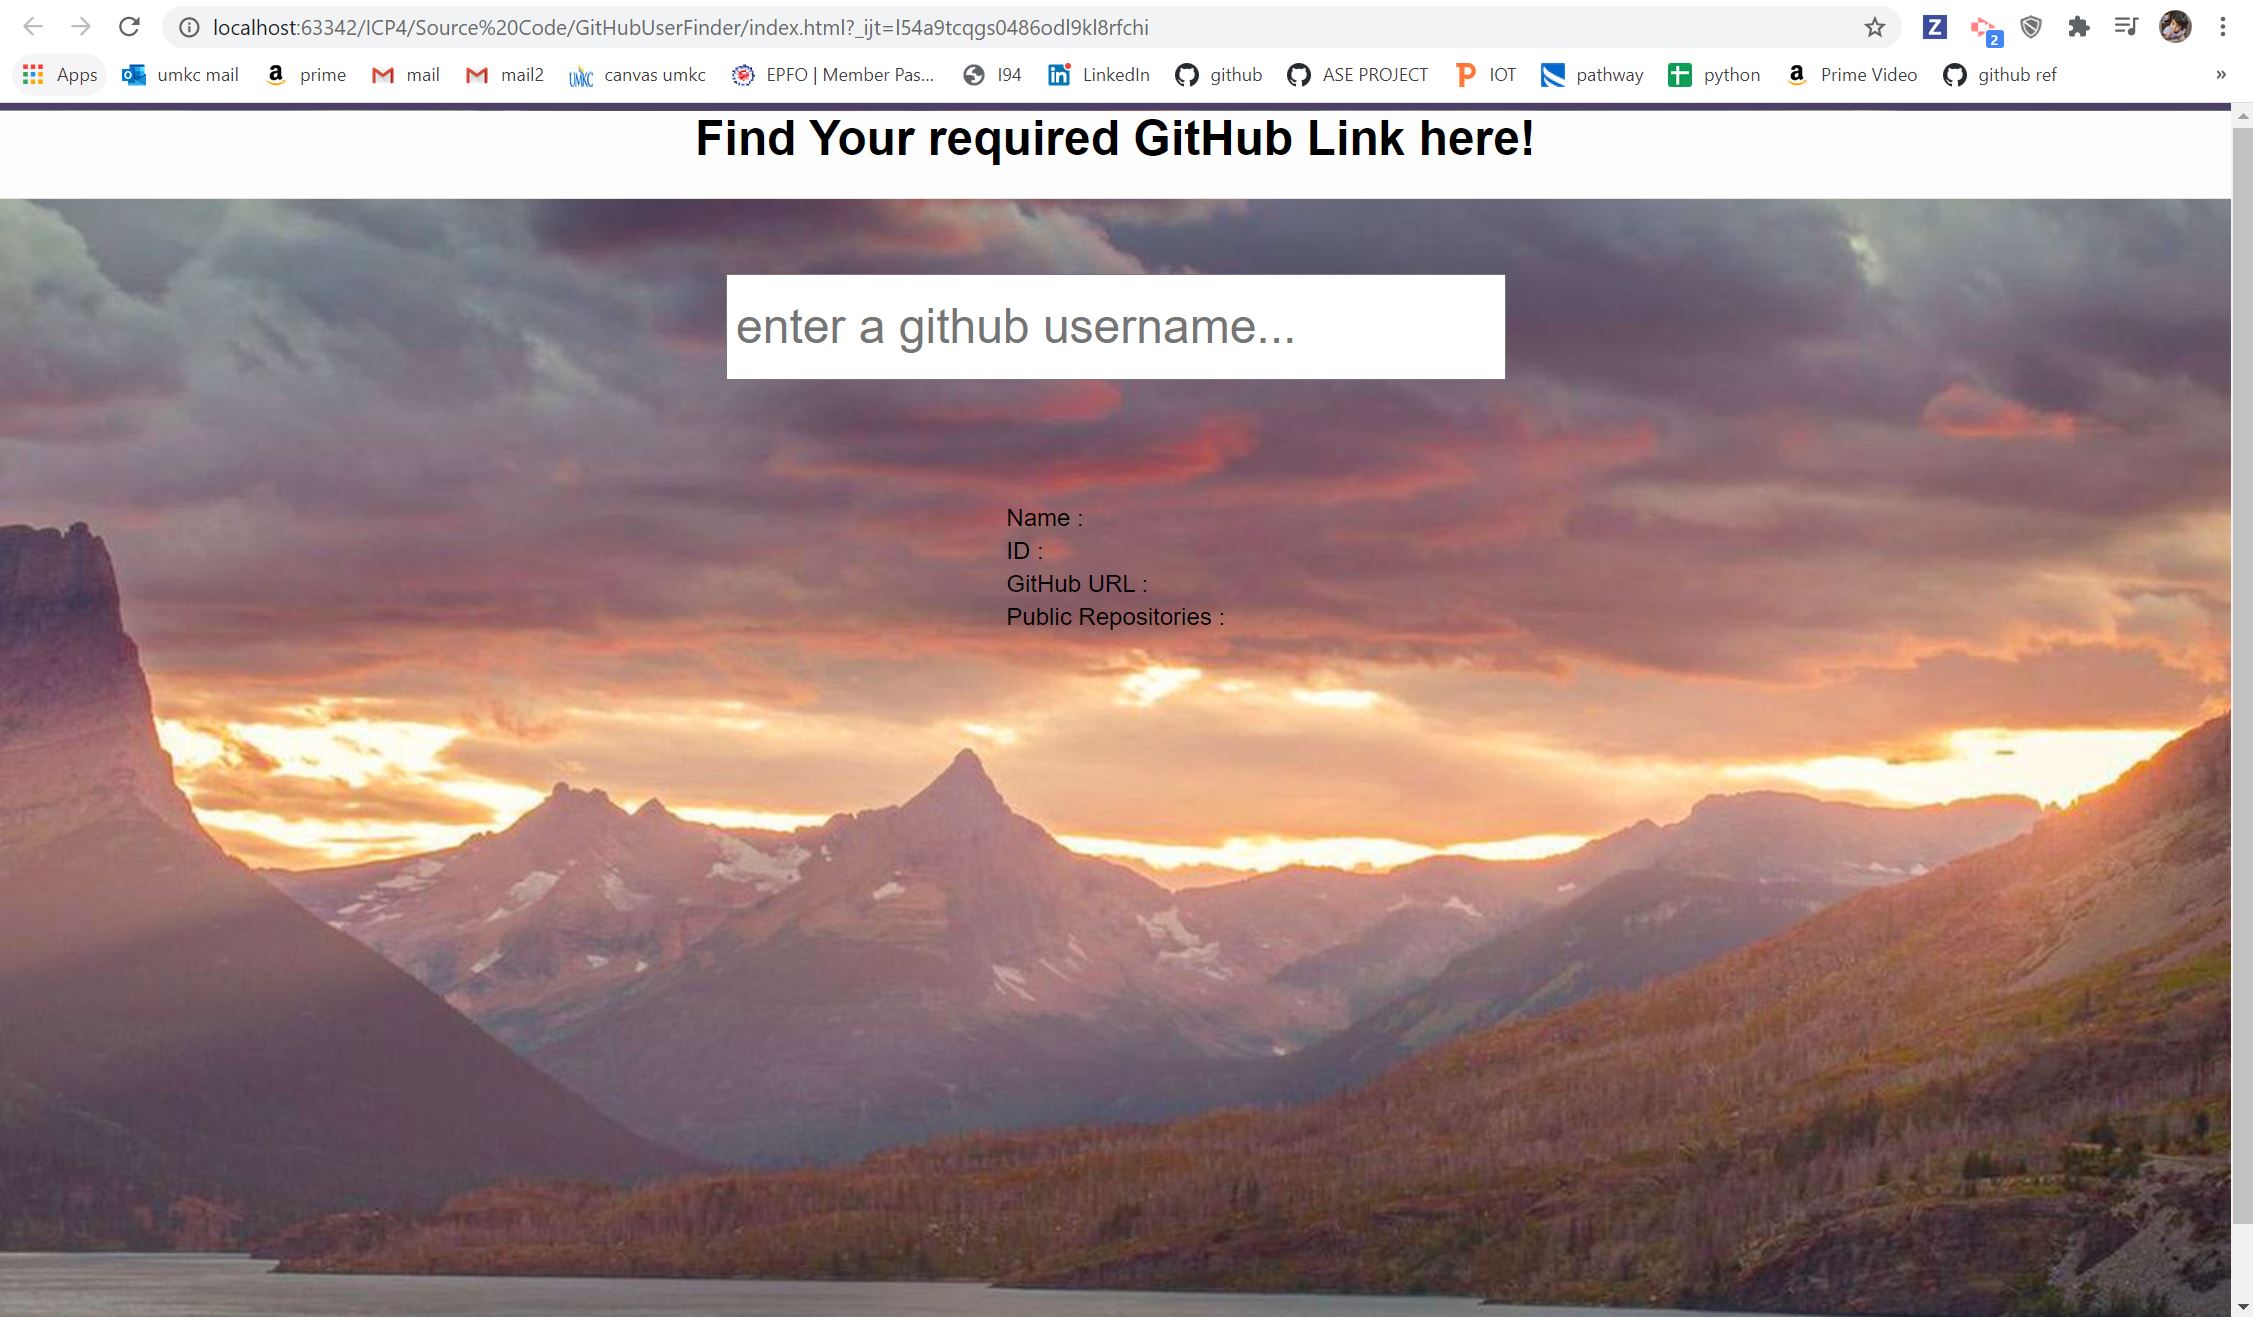 localhost:63342/ICP4/Source%20Code/GitHubUserFinder/index.html?_ijt=l54a9tcqgs0486odl9kl8rfchi
Z
2
Apps umkc mail prime mail mail2 canvas umkc EPFO | Member Pas... I94 LinkedIn github ASE PROJECT IOT pathway python Prime Video github ref »
Find Your required GitHub Link here!
enter a github username...
Name :
ID :
GitHub URL :
Public Repositories :